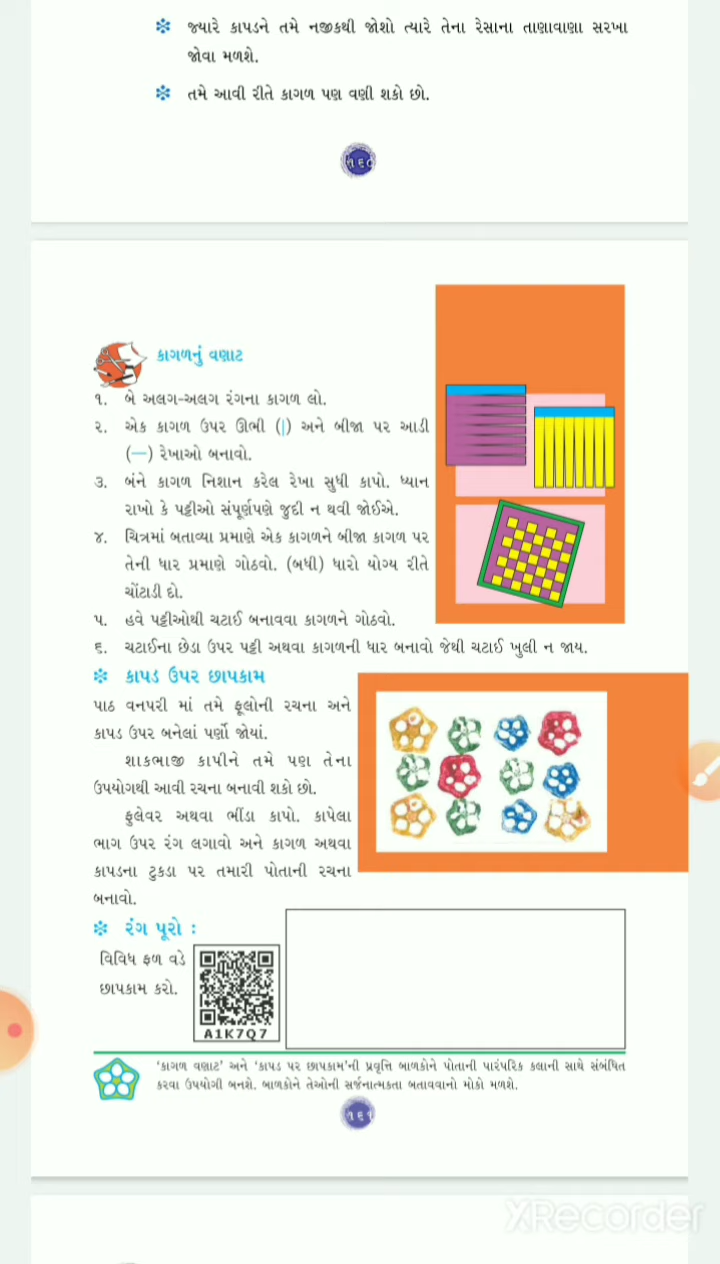 ❈ જ્યારે કાપડને તમે નજીકથી જોશો ત્યારે તેના રેસાના તાણાવાણા સરખા
જોવા મળશે.
❈ તમે આવી રીતે કાગળ પણ વણી શકો છો.
૧૬૦
કાગળનું વણાટ
૧. બે અલગ-અલગ રંગના કાગળ લો.
૨. એક કાગળ ઉપર ઊભી (|) અને બીજા પર આડી
(—) રેખાઓ બનાવો.
૩. બંને કાગળ નિશાન કરેલ રેખા સુધી કાપો. ધ્યાન
રાખો કે પટ્ટીઓ સંપૂર્ણપણે જુદી ન થવી જોઈએ.
૪. ચિત્રમાં બતાવ્યા પ્રમાણે એક કાગળને બીજા કાગળ પર
તેની ધાર પ્રમાણે ગોઠવો. (બધી) ધારો યોગ્ય રીતે
ચોંટાડી દો.
૫. હવે પટ્ટીઓથી ચટાઈ બનાવવા કાગળને ગોઠવો.
૬. ચટાઈના છેડા ઉપર પટ્ટી અથવા કાગળની ધાર બનાવો જેથી ચટાઈ ખુલી ન જાય.
❈ કાપડ ઉપર છાપકામ
પાઠ વનપરી માં તમે ફૂલોની રચના અને
કાપડ ઉપર બનેલાં પર્ણો જોયાં.
શાકભાજી કાપીને તમે પણ તેના
ઉપયોગથી આવી રચના બનાવી શકો છો.
ફુલેવર અથવા ભીંડા કાપો. કાપેલા
ભાગ ઉપર રંગ લગાવો અને કાગળ અથવા
કાપડના ટુકડા પર તમારી પોતાની રચના
બનાવો.
❈ રંગ પૂરો :
વિવિધ ફળ વડે
છાપકામ કરો.
A1K7Q7
'કાગળ વણાટ' અને 'કાપડ પર છાપકામ'ની પ્રવૃત્તિ બાળકોને પોતાની પારંપરિક કલાની સાથે સંબંધિત
કરવા ઉપયોગી બનશે. બાળકોને તેઓની સર્જનાત્મકતા બતાવવાનો મોકો મળશે.
૧૬૧
XRecorder